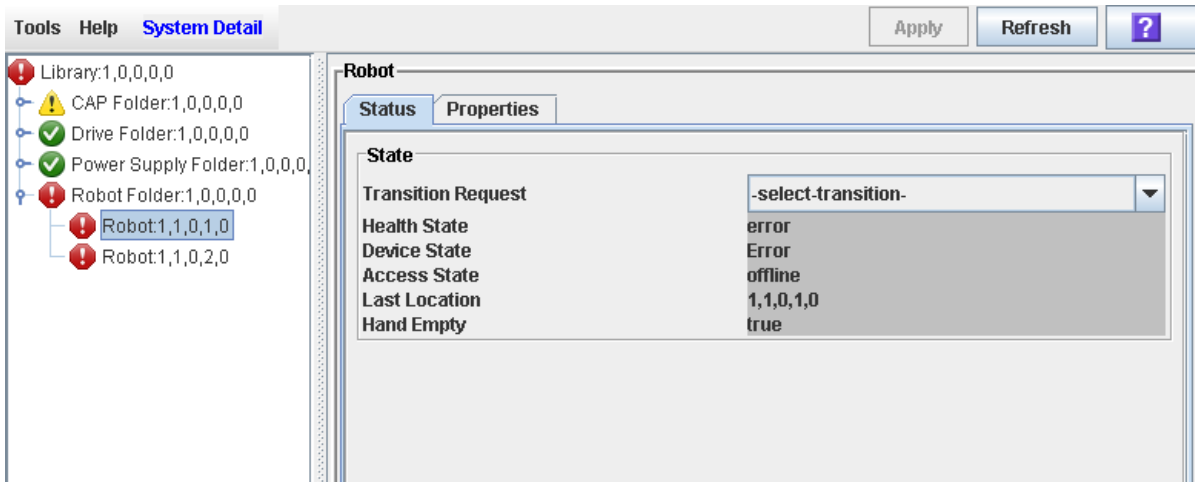 Tools Help System Detail Apply Refresh ?
Library:1,0,0,0,0
CAP Folder:1,0,0,0,0
Drive Folder:1,0,0,0,0
Power Supply Folder:1,0,0,0,
Robot Folder:1,0,0,0,0
Robot:1,1,0,1,0
Robot:1,1,0,2,0
Robot
Status Properties
State
Transition Request -select-transition-
Health State error
Device State Error
Access State offline
Last Location 1,1,0,1,0
Hand Empty true